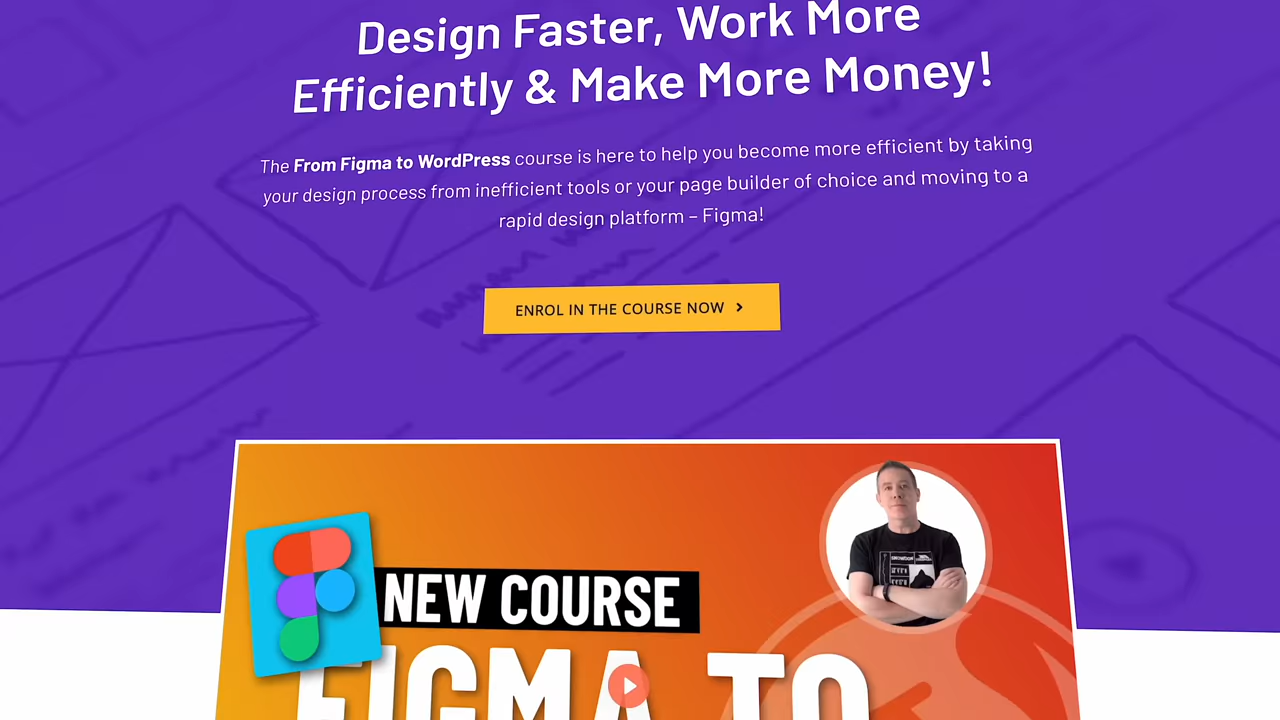 Design Faster, Work More
Efficiently & Make More Money!
The From Figma to WordPress course is here to help you become more efficient by taking
your design process from inefficient tools or your page builder of choice and moving to a
rapid design platform – Figma!
ENROL IN THE COURSE NOW
NEW COURSE
FIGMA TO